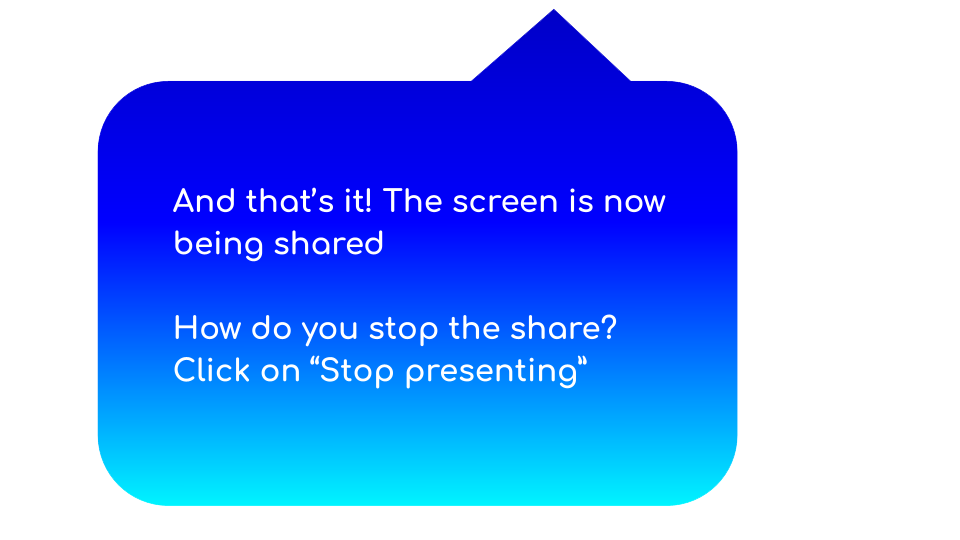 And that’s it! The screen is now
being shared
How do you stop the share?
Click on “Stop presenting”